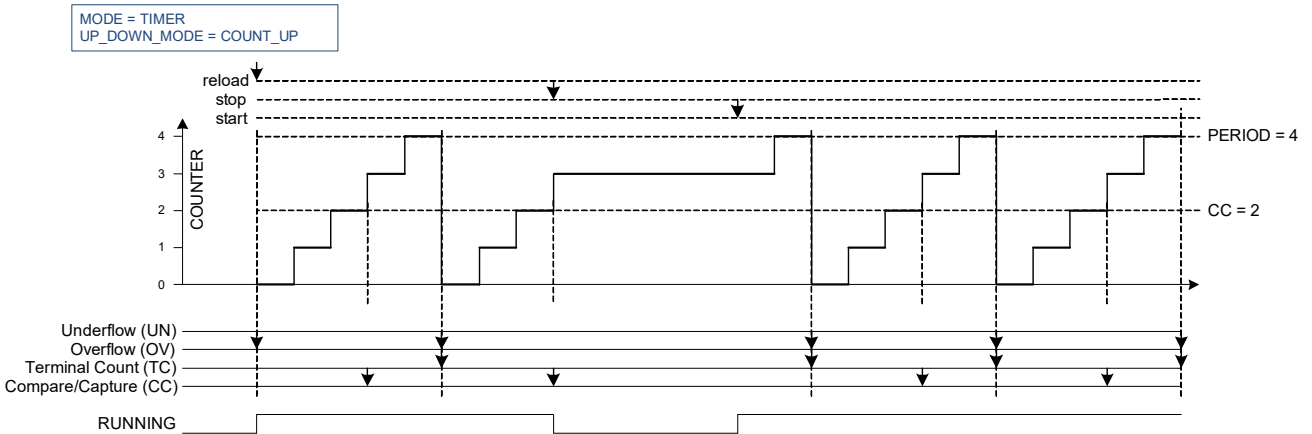 MODE = TIMER
UP_DOWN_MODE = COUNT_UP
reload
stop
start
4
PERIOD = 4
3
COUNTER
2
CC = 2
1
0
Underflow (UN)
Overflow (OV)
Terminal Count (TC)
Compare/Capture (CC)
RUNNING